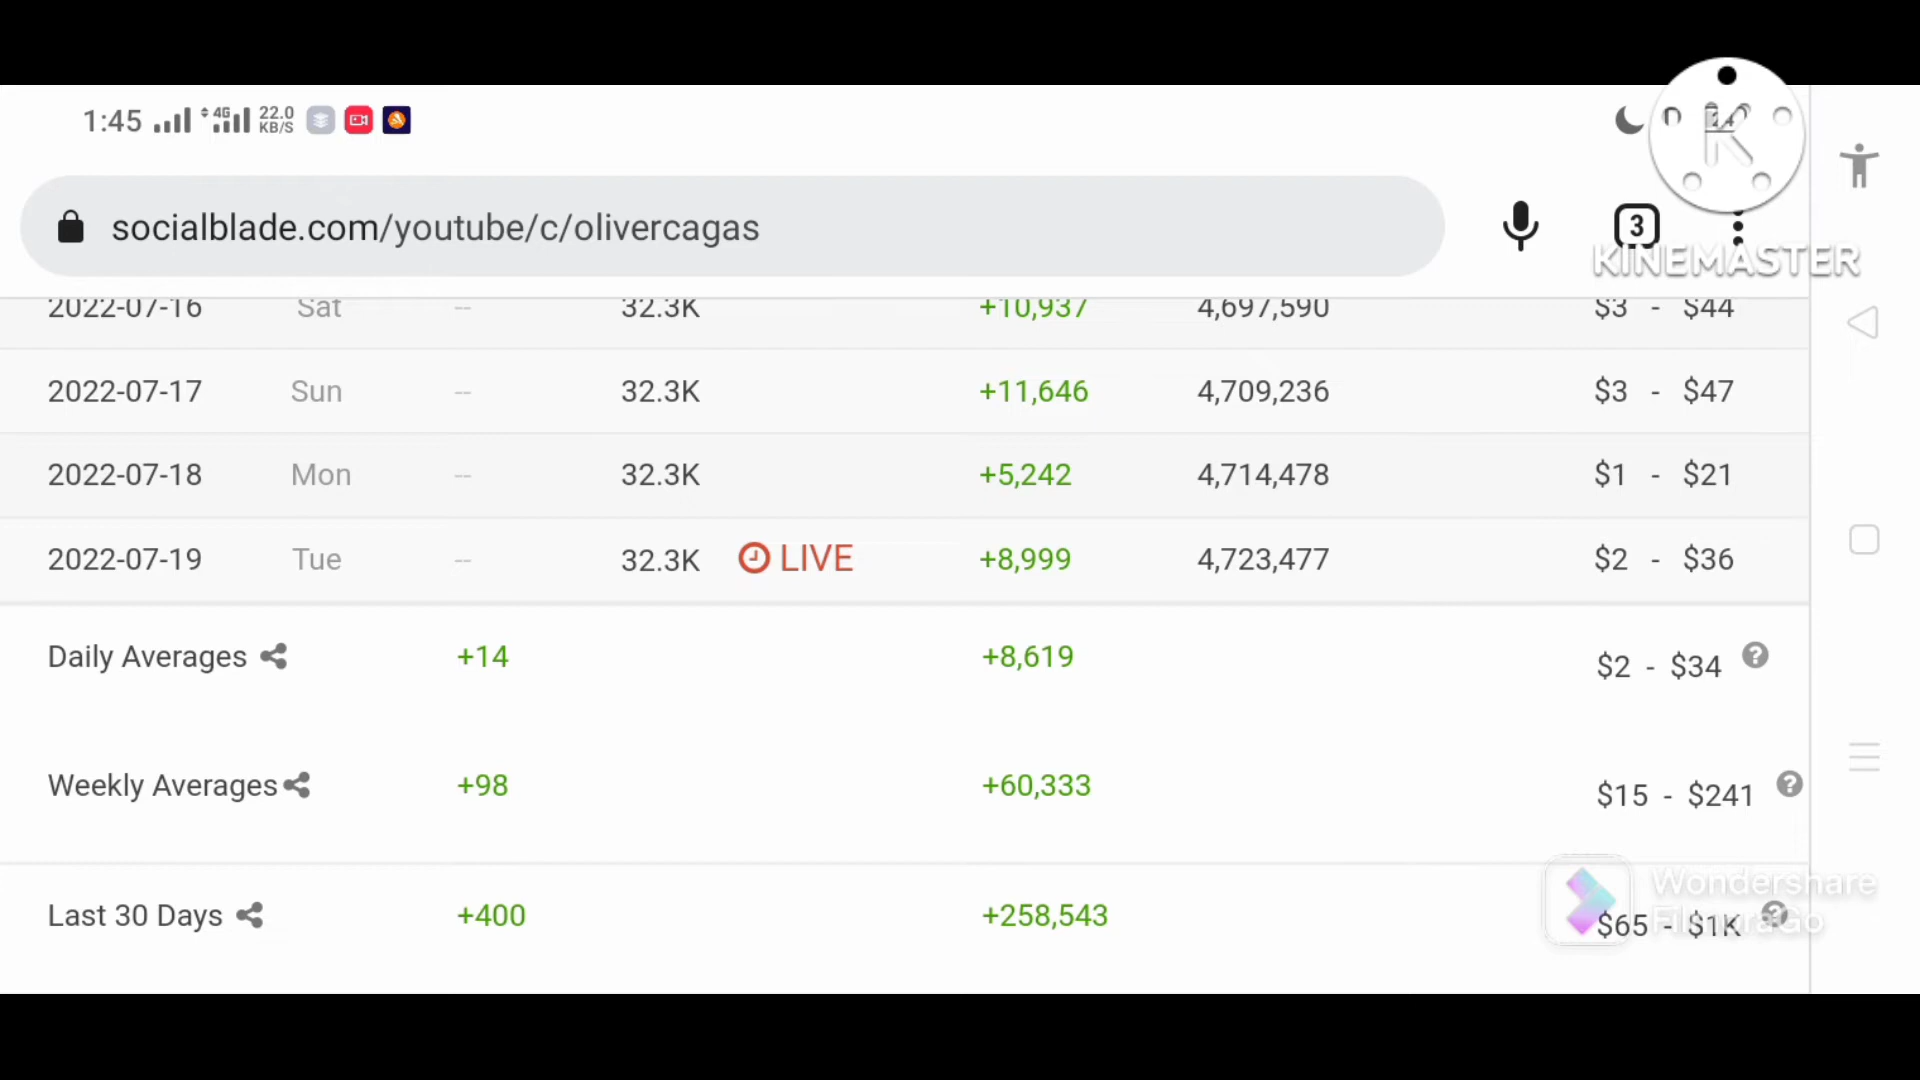 1:45 4G 22.0 KB/S
socialblade.com/youtube/c/olivercagas
3
K
KINEMASTER
2022-07-16 Sat -- 32.3K +10,937 4,697,590 $3 - $44
2022-07-17 Sun -- 32.3K +11,646 4,709,236 $3 - $47
2022-07-18 Mon -- 32.3K +5,242 4,714,478 $1 - $21
2022-07-19 Tue -- 32.3K LIVE +8,999 4,723,477 $2 - $36
Daily Averages +14 +8,619 $2 - $34 ?
Weekly Averages +98 +60,333 $15 - $241 ?
Last 30 Days +400 +258,543 $65 - $1K ?
Wondershare
FilmoraGo